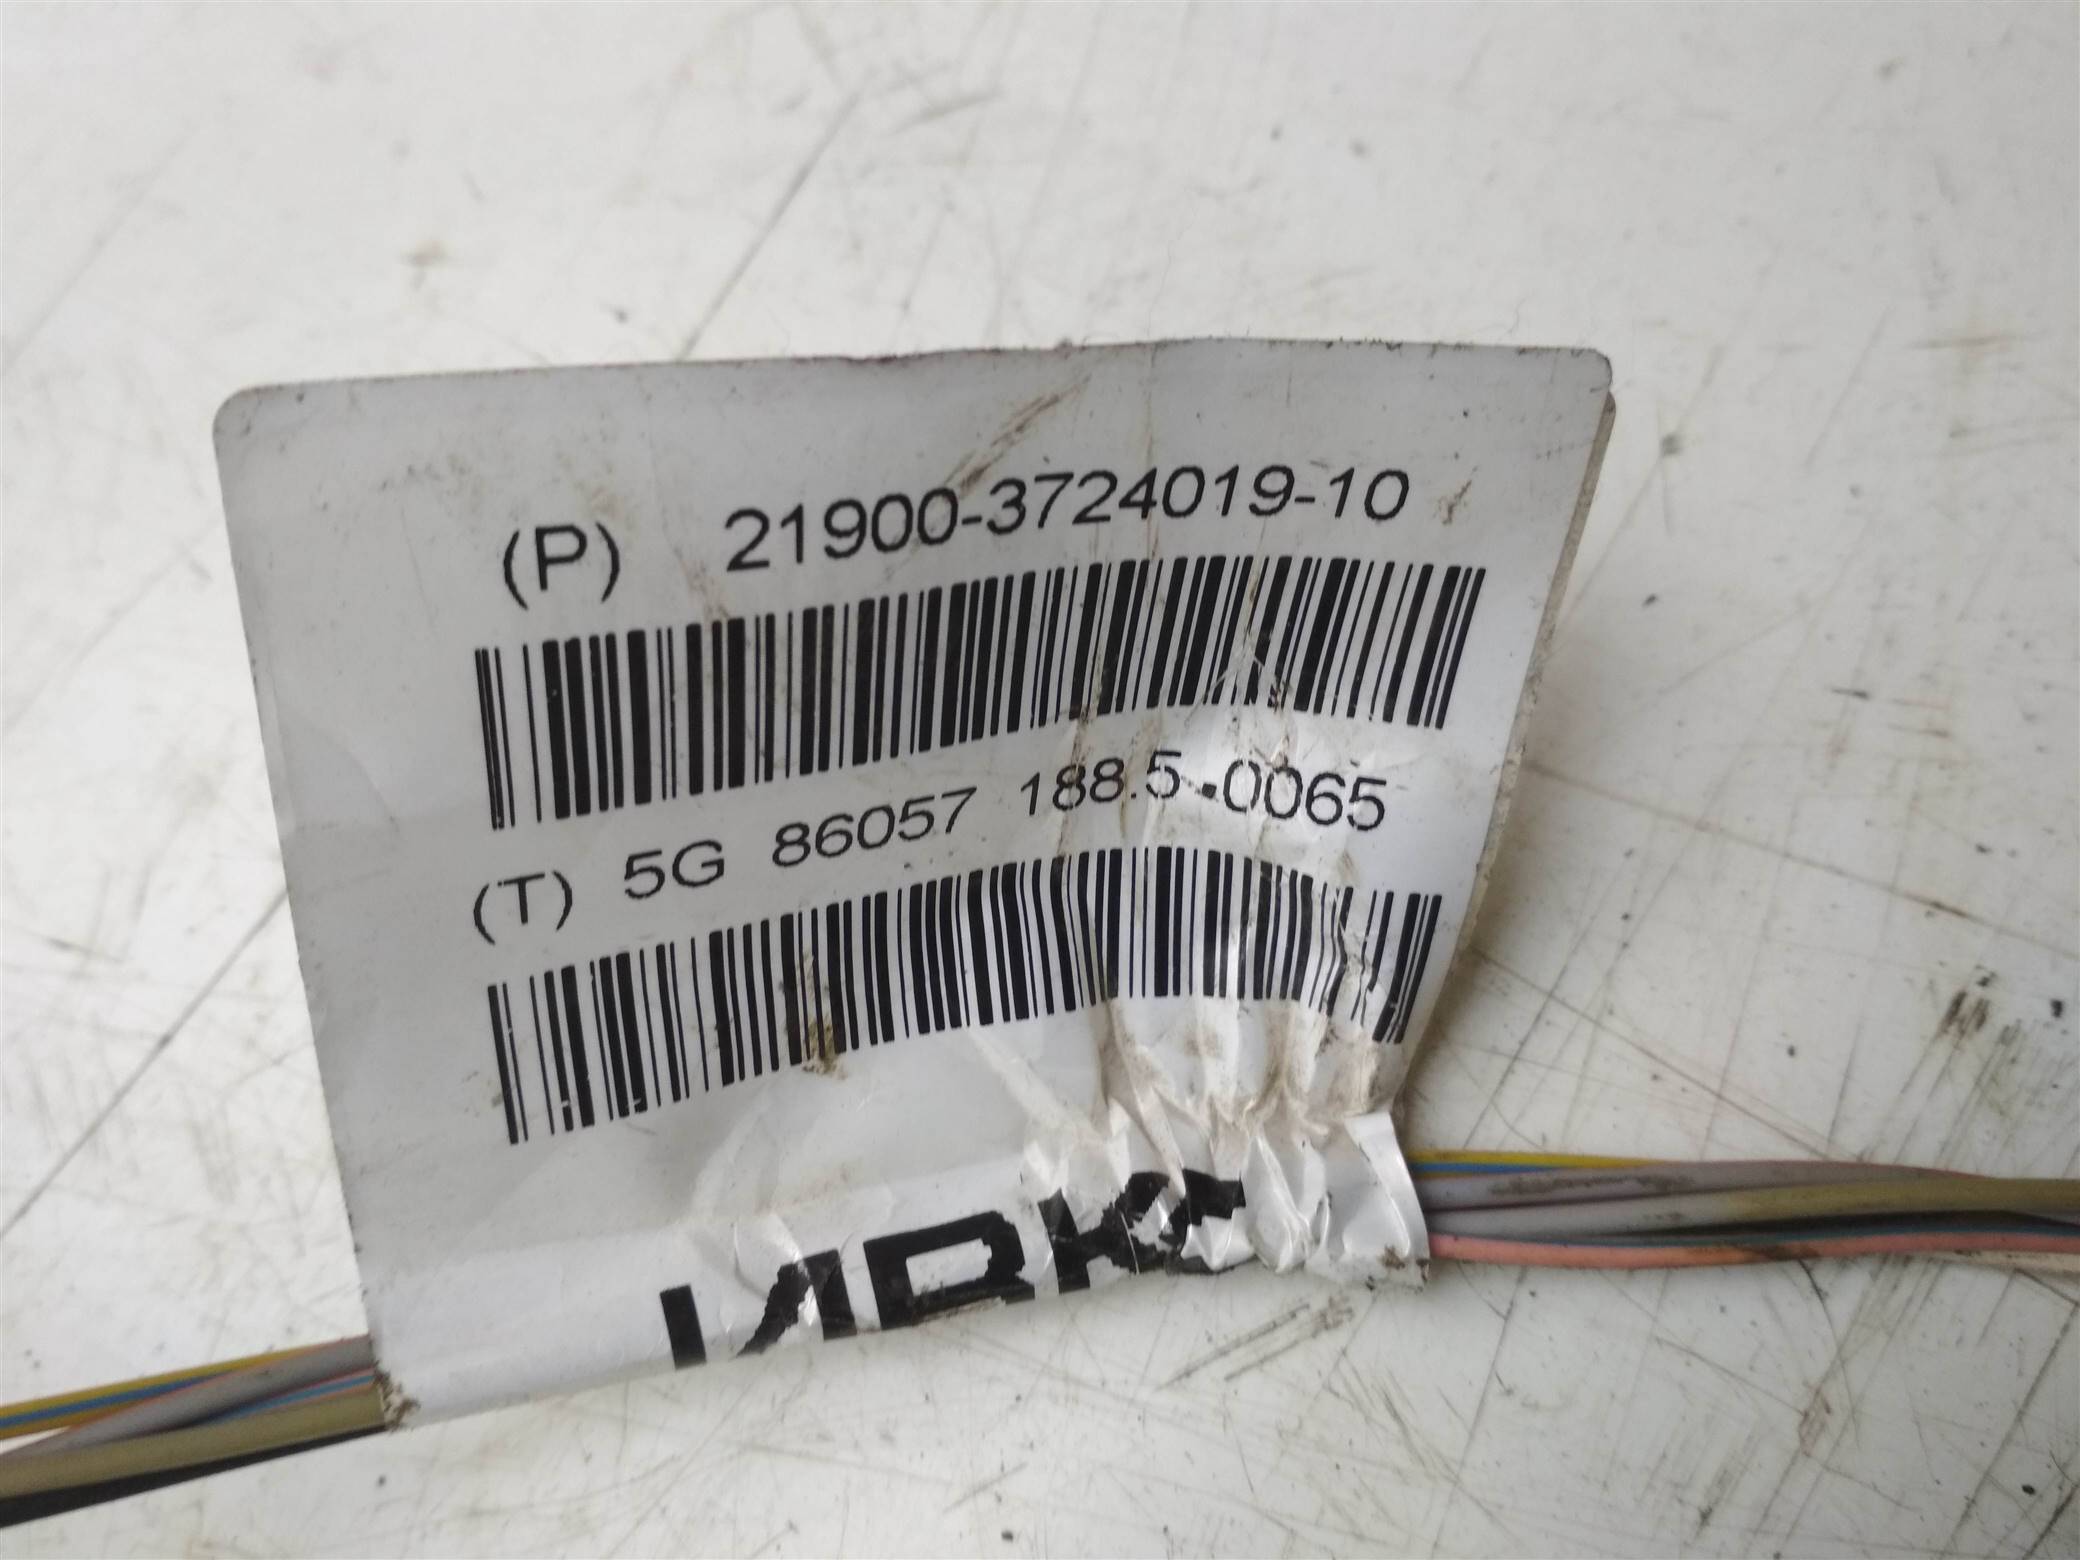 (P) 21900-3724019-10
(T) 5G 86057 188.5 .0065